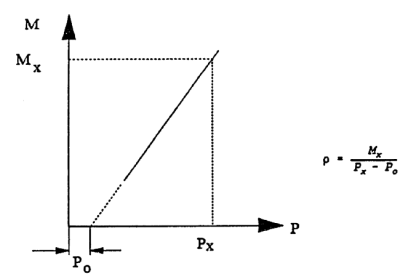 M
Mx
ρ = Mx / Px - Po
P
Px
Po